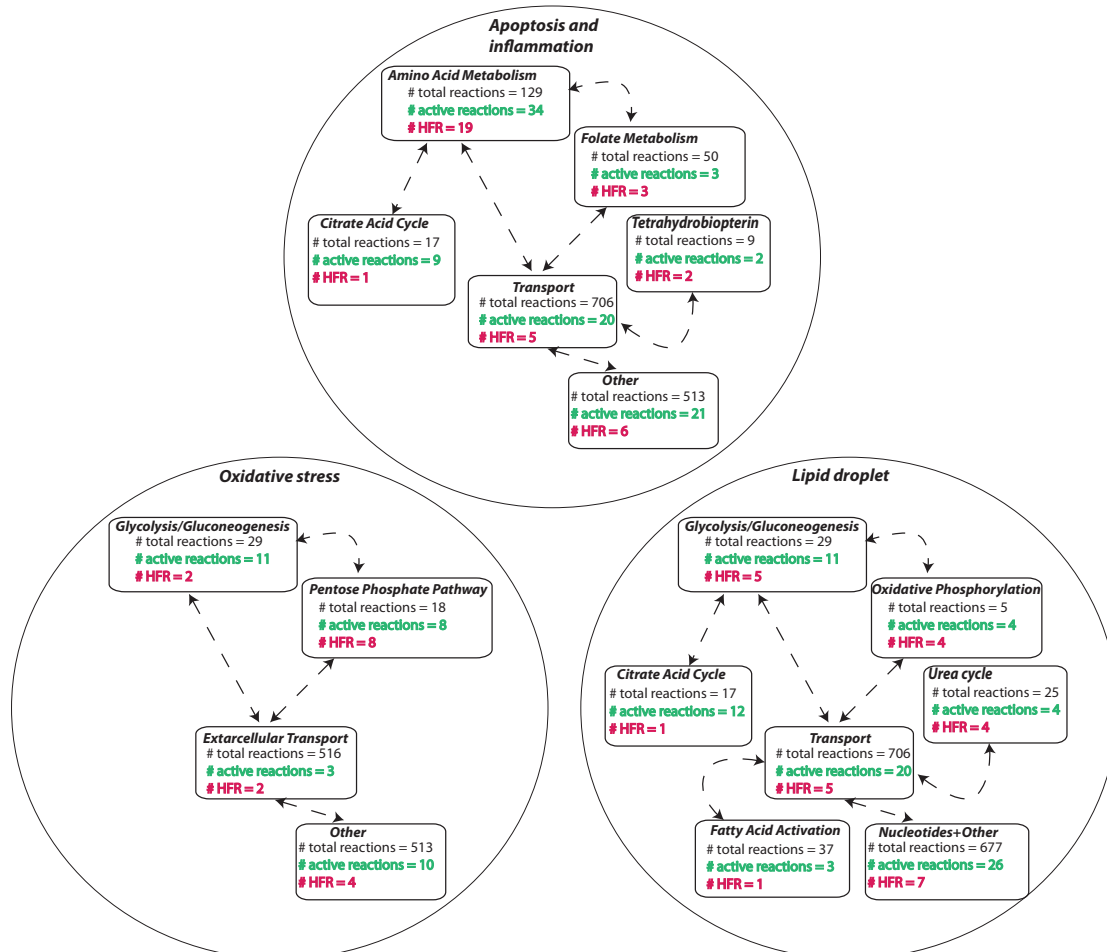 Apoptosis and
inflammation
Amino Acid Metabolism
# total reactions = 129
# active reactions = 34
# HFR = 19
Folate Metabolism
# total reactions = 50
# active reactions = 3
# HFR = 3
Citrate Acid Cycle
# total reactions = 17
# active reactions = 9
# HFR = 1
Tetrahydrobiopterin
# total reactions = 9
# active reactions = 2
# HFR = 2
Transport
# total reactions = 706
# active reactions = 20
# HFR = 5
Other
# total reactions = 513
# active reactions = 21
# HFR = 6
Oxidative stress
Glycolysis/Gluconeogenesis
# total reactions = 29
# active reactions = 11
# HFR = 2
Pentose Phosphate Pathway
# total reactions = 18
# active reactions = 8
# HFR = 8
Extarcellular Transport
# total reactions = 516
# active reactions = 3
# HFR = 2
Other
# total reactions = 513
# active reactions = 10
# HFR = 4
Lipid droplet
Glycolysis/Gluconeogenesis
# total reactions = 29
# active reactions = 11
# HFR = 5
Oxidative Phosphorylation
# total reactions = 5
# active reactions = 4
# HFR = 4
Citrate Acid Cycle
# total reactions = 17
# active reactions = 12
# HFR = 1
Urea cycle
# total reactions = 25
# active reactions = 4
# HFR = 4
Transport
# total reactions = 706
# active reactions = 20
# HFR = 5
Fatty Acid Activation
# total reactions = 37
# active reactions = 3
# HFR = 1
Nucleotides+Other
# total reactions = 677
# active reactions = 26
# HFR = 7